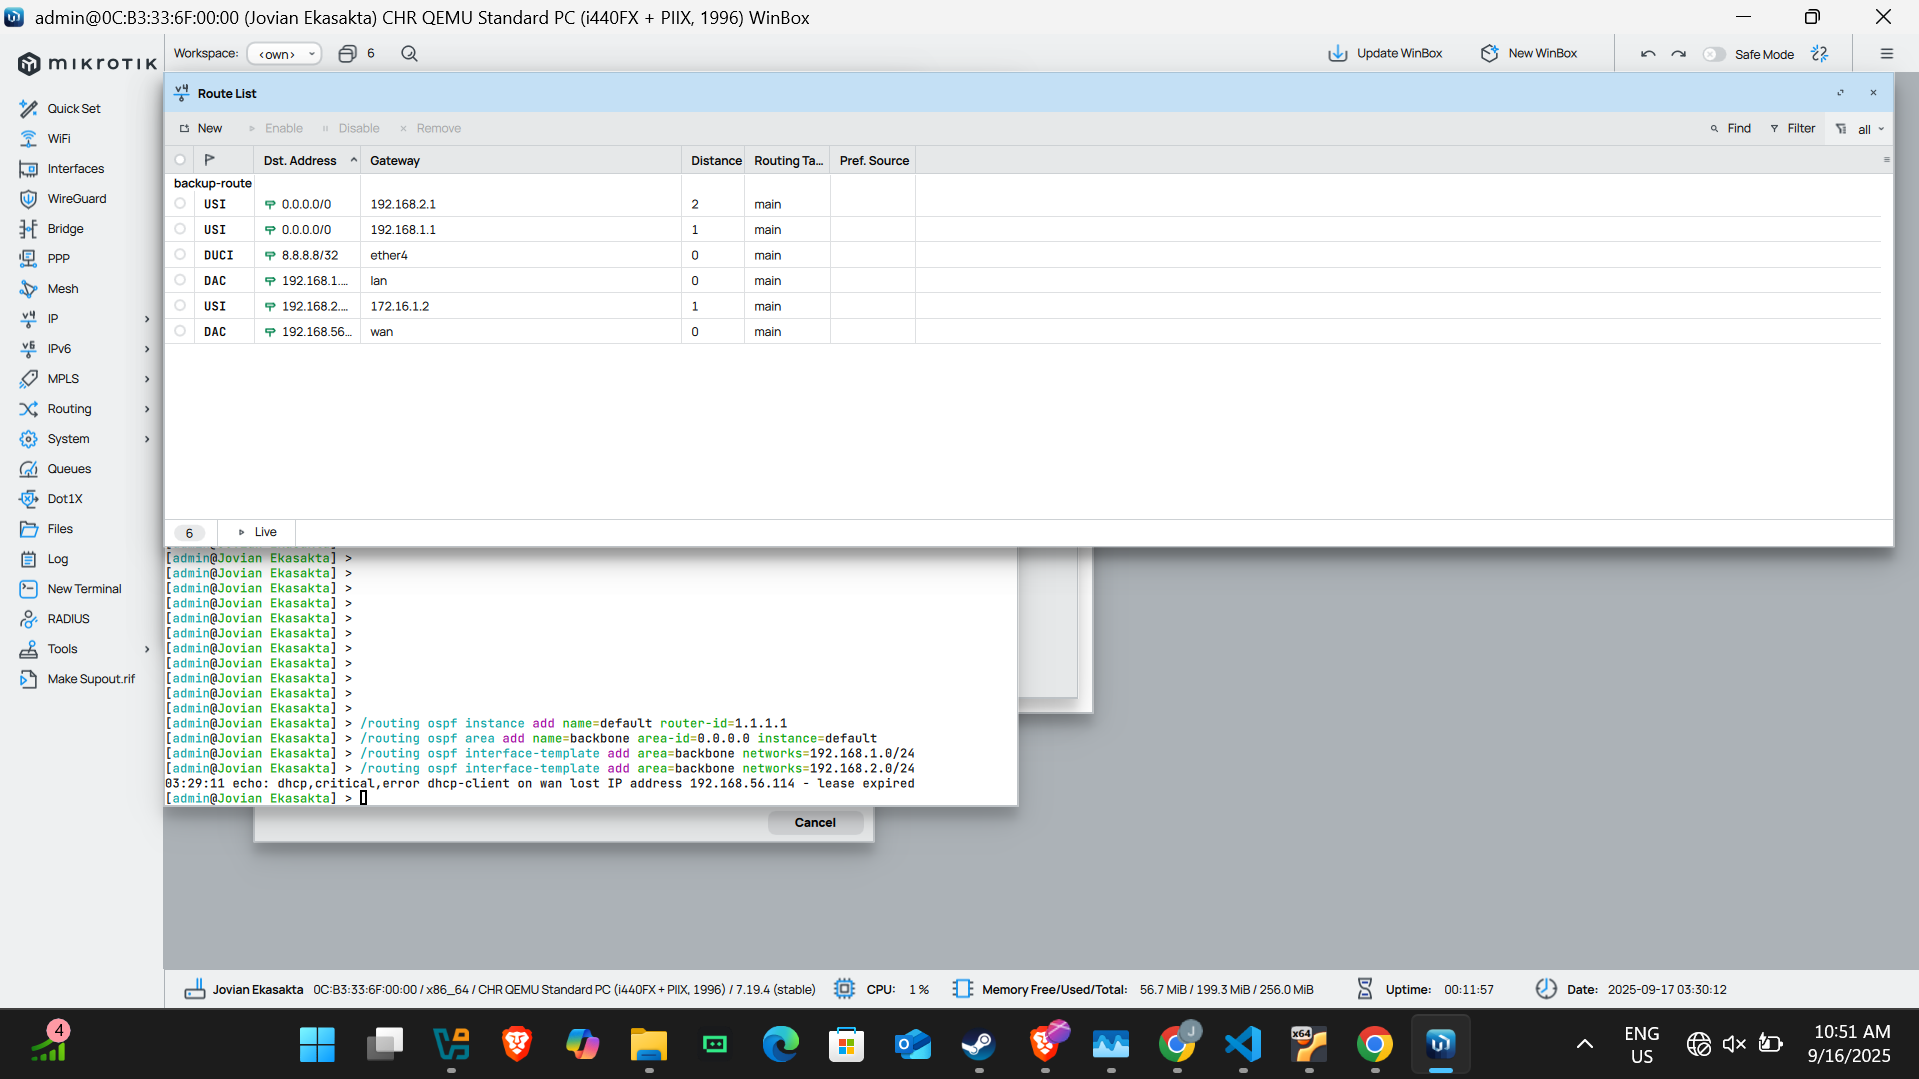 admin@0C:B3:33:6F:00:00 (Jovian Ekasakta) CHR QEMU Standard PC (i440FX + PIIX, 1996) WinBox
MikroTik
Workspace: <own> 6
Update WinBox New WinBox Safe Mode
Route List
New Enable Disable Remove
Find Filter all
Dst. Address Gateway Distance Routing Ta... Pref. Source
backup-route
USI 0.0.0.0/0 192.168.2.1 2 main
USI 0.0.0.0/0 192.168.1.1 1 main
DUCI 8.8.8.8/32 ether4 0 main
DAC 192.168.1.... lan 0 main
USI 192.168.2.... 172.16.1.2 1 main
DAC 192.168.56... wan 0 main
6 Live
Quick Set
WiFi
Interfaces
WireGuard
Bridge
PPP
Mesh
IP
IPv6
MPLS
Routing
System
Queues
Dot1X
Files
Log
New Terminal
RADIUS
Tools
Make Supout.rif
[admin@Jovian Ekasakta] >
[admin@Jovian Ekasakta] >
[admin@Jovian Ekasakta] >
[admin@Jovian Ekasakta] >
[admin@Jovian Ekasakta] >
[admin@Jovian Ekasakta] >
[admin@Jovian Ekasakta] >
[admin@Jovian Ekasakta] >
[admin@Jovian Ekasakta] >
[admin@Jovian Ekasakta] >
[admin@Jovian Ekasakta] >
[admin@Jovian Ekasakta] > /routing ospf instance add name=default router-id=1.1.1.1
[admin@Jovian Ekasakta] > /routing ospf area add name=backbone area-id=0.0.0.0 instance=default
[admin@Jovian Ekasakta] > /routing ospf interface-template add area=backbone networks=192.168.1.0/24
[admin@Jovian Ekasakta] > /routing ospf interface-template add area=backbone networks=192.168.2.0/24
03:29:11 echo: dhcp,critical,error dhcp-client on wan lost IP address 192.168.56.114 - lease expired
[admin@Jovian Ekasakta] >
Cancel
Jovian Ekasakta 0C:B3:33:6F:00:00 / x86_64 / CHR QEMU Standard PC (i440FX + PIIX, 1996) / 7.19.4 (stable) CPU: 1 % Memory Free/Used/Total: 56.7 MiB / 199.3 MiB / 256.0 MiB Uptime: 00:11:57 Date: 2025-09-17 03:30:12
4
J
x64
ENG
US
10:51 AM
9/16/2025